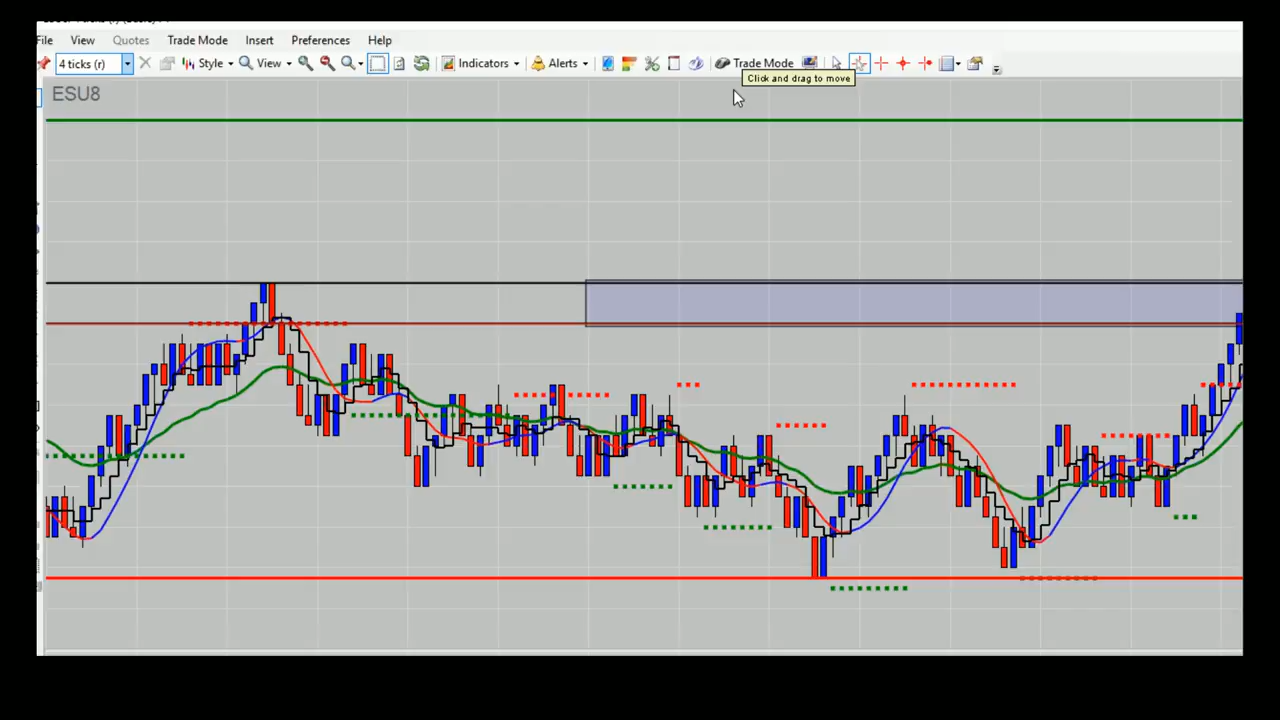 File View Quotes Trade Mode Insert Preferences Help
4 ticks (r) Style View Indicators Alerts Trade Mode
Click and drag to move
ESU8